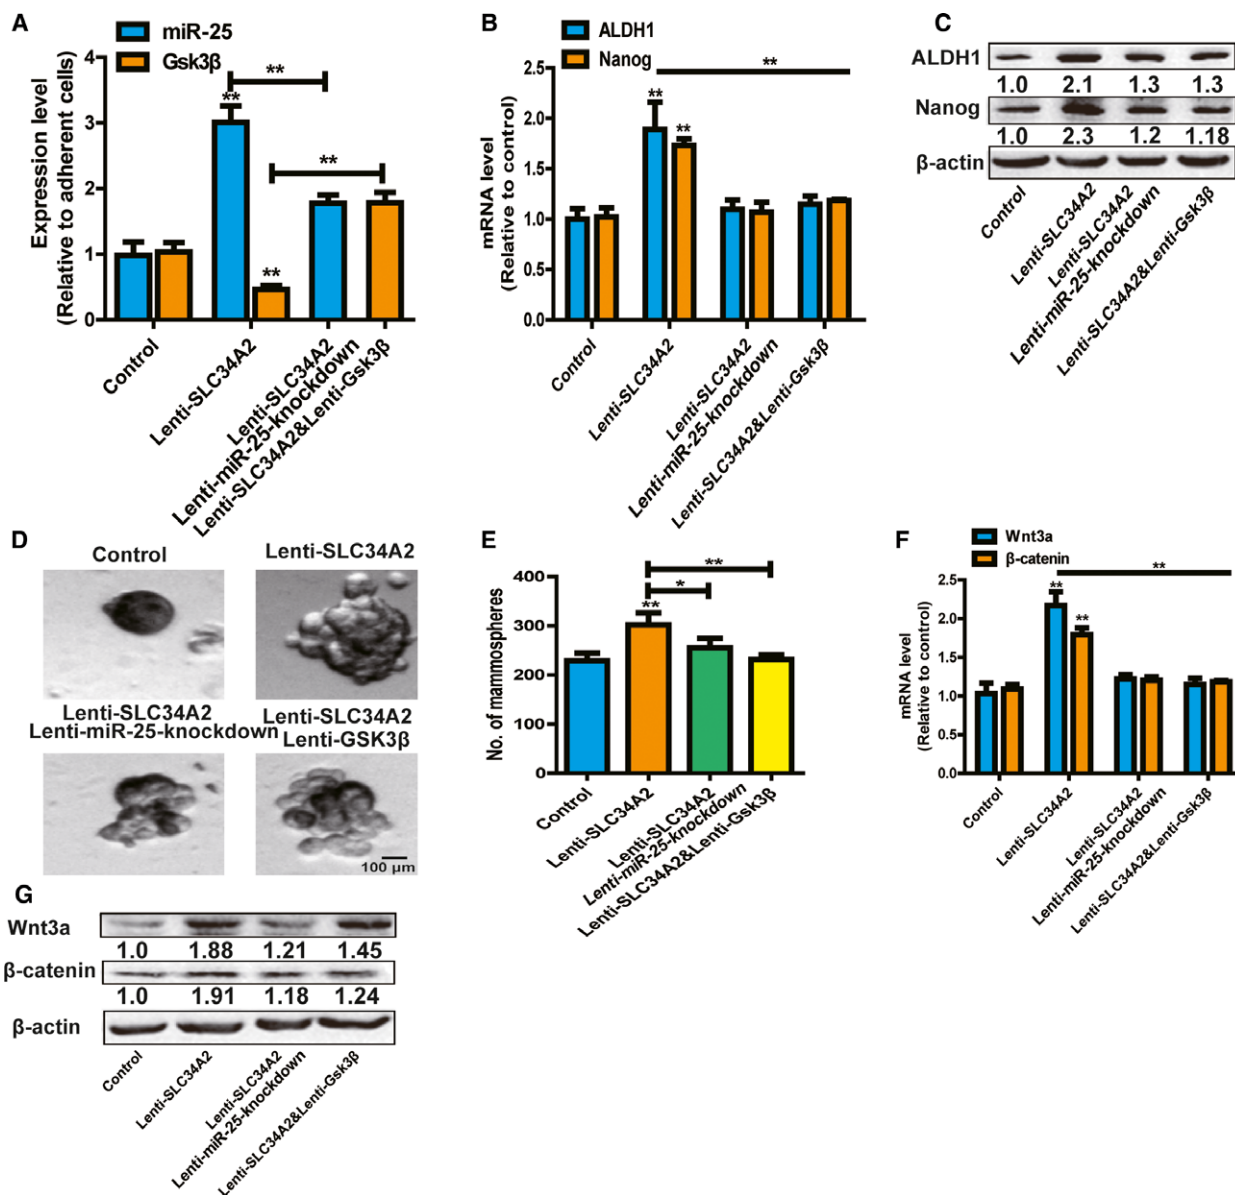 A
miR-25
Gsk3β
Expression level
(Relative to adherent cells)
4
3
2
1
0
**
**
**
**
Control
Lenti-SLC34A2
Lenti-SLC34A2
Lenti-miR-25-knockdown
Lenti-SLC34A2&Lenti-Gsk3β
B
ALDH1
Nanog
mRNA level
(Relative to control)
2.5
2.0
1.5
1.0
0.5
0.0
**
**
**
Control
Lenti-SLC34A2
Lenti-SLC34A2
Lenti-miR-25-knockdown
Lenti-SLC34A2&Lenti-Gsk3β
C
ALDH1
1.0 2.1 1.3 1.3
Nanog
1.0 2.3 1.2 1.18
β-actin
Control
Lenti-SLC34A2
Lenti-SLC34A2
Lenti-miR-25-knockdown
Lenti-SLC34A2&Lenti-Gsk3β
D
Control
Lenti-SLC34A2
Lenti-SLC34A2
Lenti-miR-25-knockdown
Lenti-SLC34A2
Lenti-GSK3β
100 μm
E
No. of mammospheres
400
300
200
100
0
**
*
**
Control
Lenti-SLC34A2
Lenti-SLC34A2
Lenti-miR-25-knockdown
Lenti-SLC34A2&Lenti-Gsk3β
F
Wnt3a
β-catenin
mRNA level
(Relative to control)
2.5
2.0
1.5
1.0
0.5
0.0
**
**
**
Control
Lenti-SLC34A2
Lenti-SLC34A2
Lenti-miR-25-knockdown
Lenti-SLC34A2&Lenti-Gsk3β
G
Wnt3a
1.0 1.88 1.21 1.45
β-catenin
1.0 1.91 1.18 1.24
β-actin
Control
Lenti-SLC34A2
Lenti-SLC34A2
Lenti-miR-25-knockdown
Lenti-SLC34A2&Lenti-Gsk3β